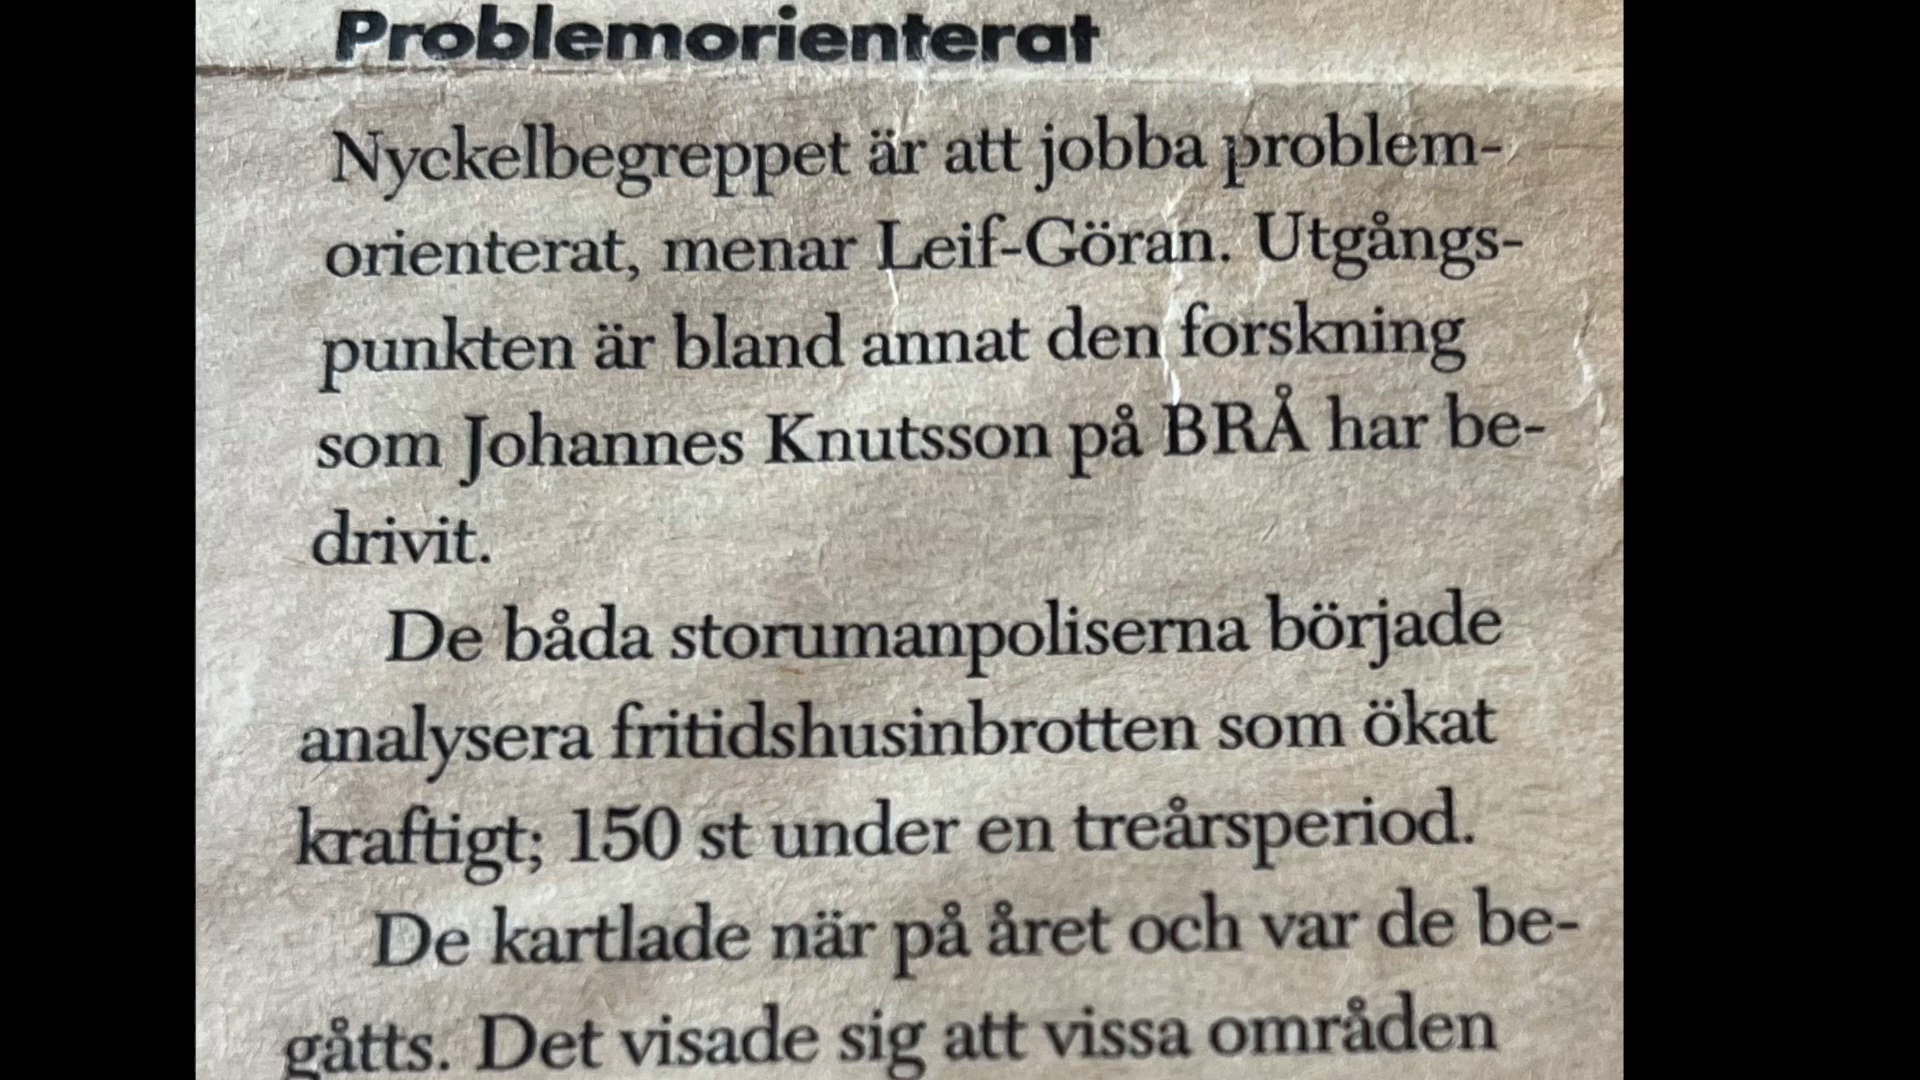 Problemorienterat
Nyckelbegreppet är att jobba problem-
orienterat, menar Leif-Göran. Utgångs-
punkten är bland annat den forskning
som Johannes Knutsson på BRÅ har be-
drivit.
De båda storumanpoliserna började
analysera fritidshusinbrotten som ökat
kraftigt; 150 st under en treårsperiod.
De kartlade när på året och var de be-
gåtts. Det visade sig att vissa områden